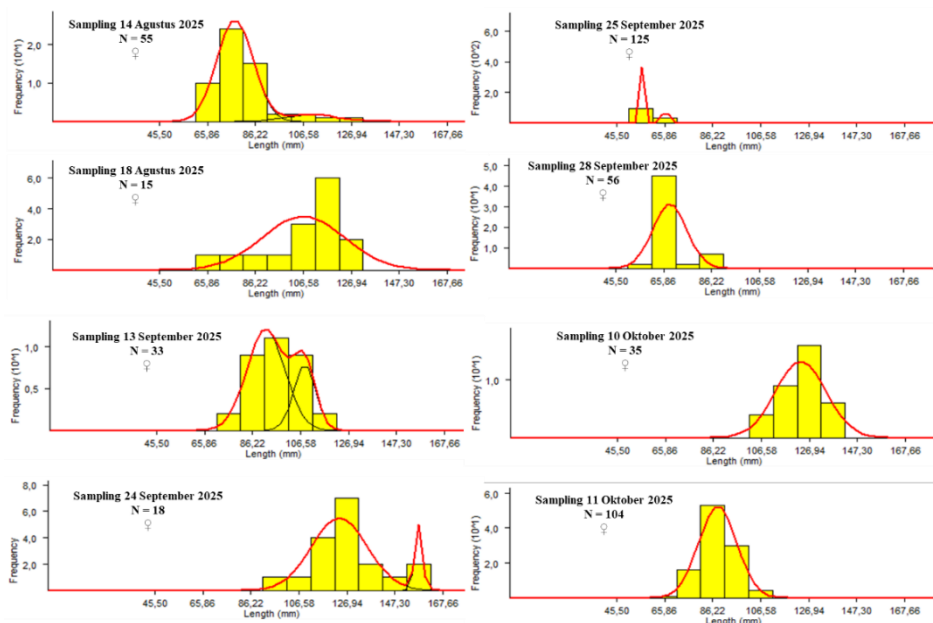 Sampling 14 Agustus 2025
N = 55
♀
Frequency (10^1)
2,0
1,0
45,50 65,86 86,22 106,58 126,94 147,30 167,66
Length (mm)
Sampling 18 Agustus 2025
N = 15
♀
Frequency
6,0
4,0
2,0
45,50 65,86 86,22 106,58 126,94 147,30 167,66
Length (mm)
Sampling 13 September 2025
N = 33
♀
Frequency (10^1)
1,0
0,5
45,50 65,86 86,22 106,58 126,94 147,30 167,66
Length (mm)
Sampling 24 September 2025
N = 18
♀
Frequency
8,0
6,0
4,0
2,0
45,50 65,86 86,22 106,58 126,94 147,30 167,66
Length (mm)
Sampling 25 September 2025
N = 125
♀
Frequency (10^2)
6,0
4,0
2,0
45,50 65,86 86,22 106,58 126,94 147,30 167,66
Length (mm)
Sampling 28 September 2025
N = 56
♀
Frequency (10^1)
5,0
4,0
3,0
2,0
1,0
45,50 65,86 86,22 106,58 126,94 147,30 167,66
Length (mm)
Sampling 10 Oktober 2025
N = 35
♀
Frequency (10^1)
1,0
45,50 65,86 86,22 106,58 126,94 147,30 167,66
Length (mm)
Sampling 11 Oktober 2025
N = 104
♀
Frequency (10^1)
6,0
4,0
2,0
45,50 65,86 86,22 106,58 126,94 147,30 167,66
Length (mm)